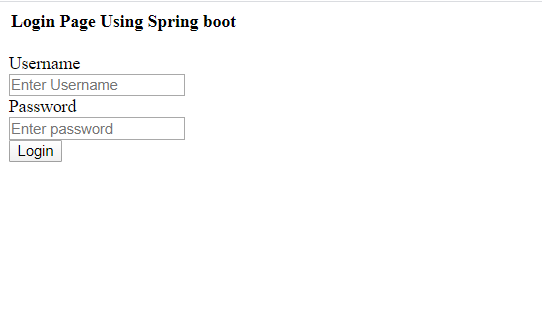 Login Page Using Spring boot
Username
Enter Username
Password
Enter password
Login